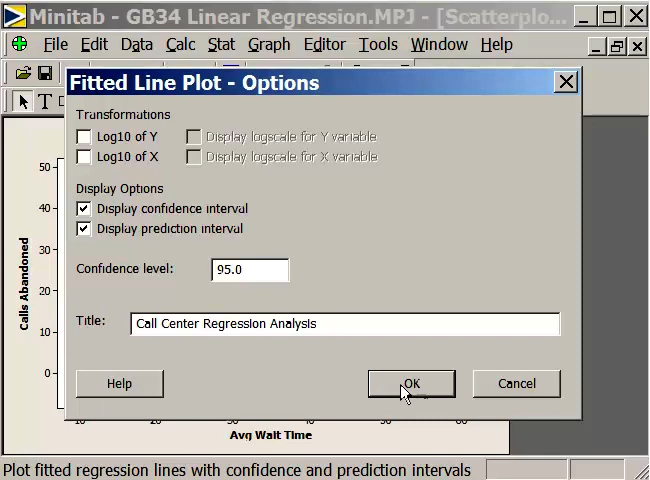 Minitab - GB34 Linear Regression.MPJ - [Scatterplo...
File Edit Data Calc Stat Graph Editor Tools Window Help
Fitted Line Plot - Options
T
Transformations
Log10 of Y Display logscale for Y variable
Log10 of X Display logscale for X variable
Display Options
Display confidence interval
Display prediction interval
Confidence level: 95.0
Title: Call Center Regression Analysis
Help OK Cancel
50
40
30
20
10
0
Calls Abandoned
Avg Wait Time
Plot fitted regression lines with confidence and prediction intervals